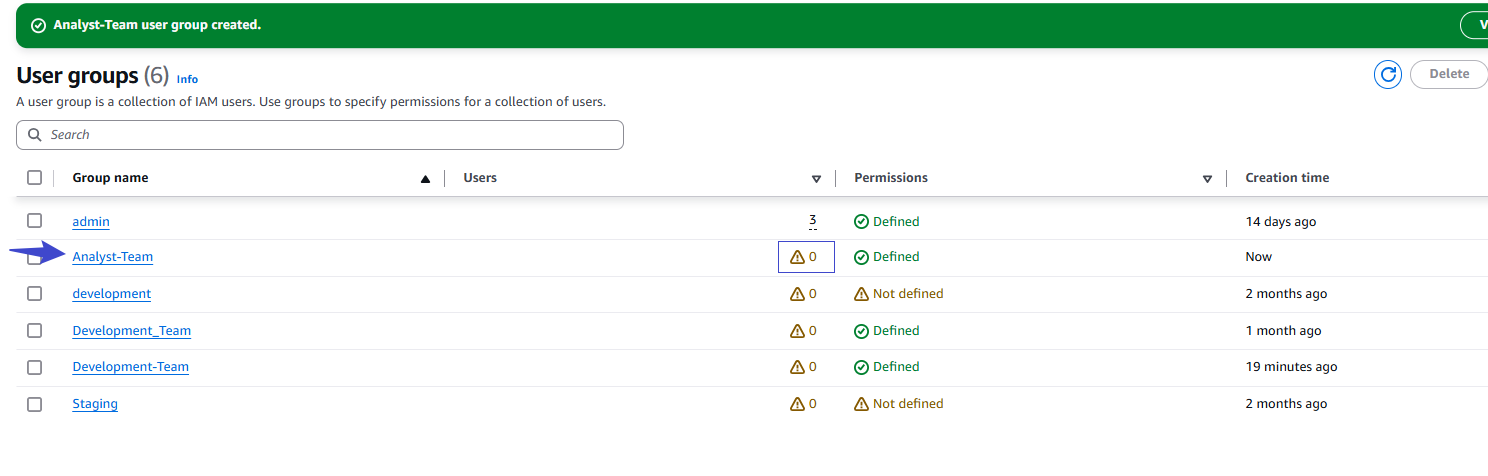 Analyst-Team user group created.
User groups (6) Info
Delete
A user group is a collection of IAM users. Use groups to specify permissions for a collection of users.
Search
Group name Users Permissions Creation time
admin 3 Defined 14 days ago
Analyst-Team 0 Defined Now
development 0 Not defined 2 months ago
Development_Team 0 Defined 1 month ago
Development-Team 0 Defined 19 minutes ago
Staging 0 Not defined 2 months ago